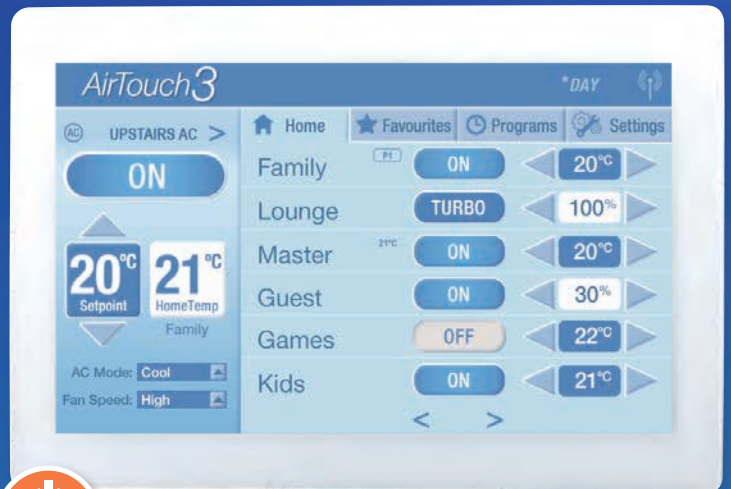 AirTouch3
*DAY
AC UPSTAIRS AC >
ON
20°C
Setpoint
21°C
HomeTemp
Family
AC Mode: Cool
Fan Speed: High
Home Favourites Programs Settings
Family P1 ON 20°C
Lounge TURBO 100%
Master 21°C ON 20°C
Guest ON 30%
Games OFF 22°C
Kids ON 21°C
< >